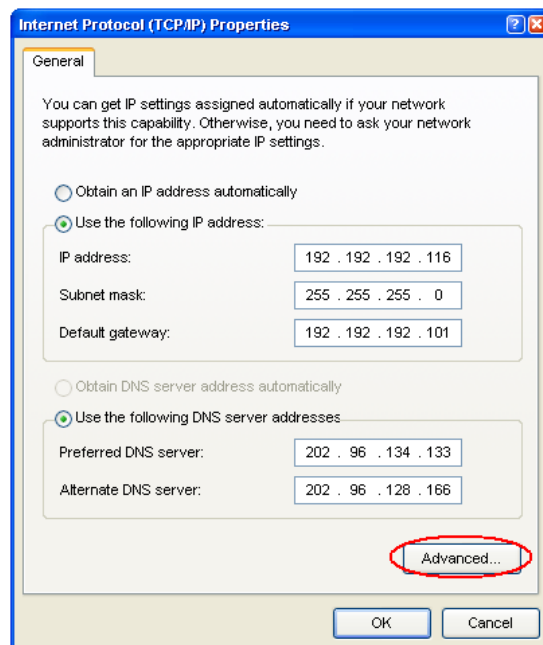 Internet Protocol (TCP/IP) Properties
General
You can get IP settings assigned automatically if your network
supports this capability. Otherwise, you need to ask your network
administrator for the appropriate IP settings.
Obtain an IP address automatically
Use the following IP address:
IP address: 192 . 192 . 192 . 116
Subnet mask: 255 . 255 . 255 . 0
Default gateway: 192 . 192 . 192 . 101
Obtain DNS server address automatically
Use the following DNS server addresses
Preferred DNS server: 202 . 96 . 134 . 133
Alternate DNS server: 202 . 96 . 128 . 166
Advanced...
OK Cancel